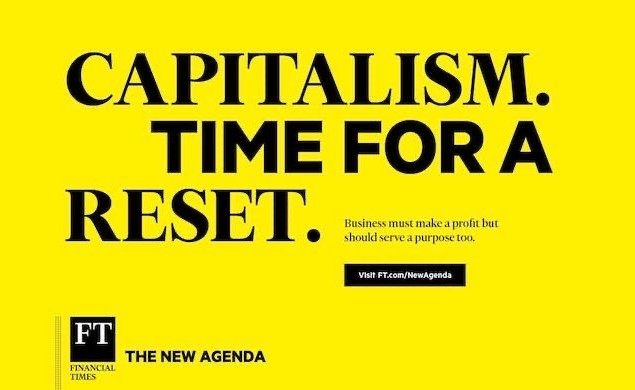 CAPITALISM.
TIME FOR A
RESET.
Business must make a profit but
should serve a purpose too.
Visit FT.com/NewAgenda
FT
FINANCIAL
TIMES
THE NEW AGENDA